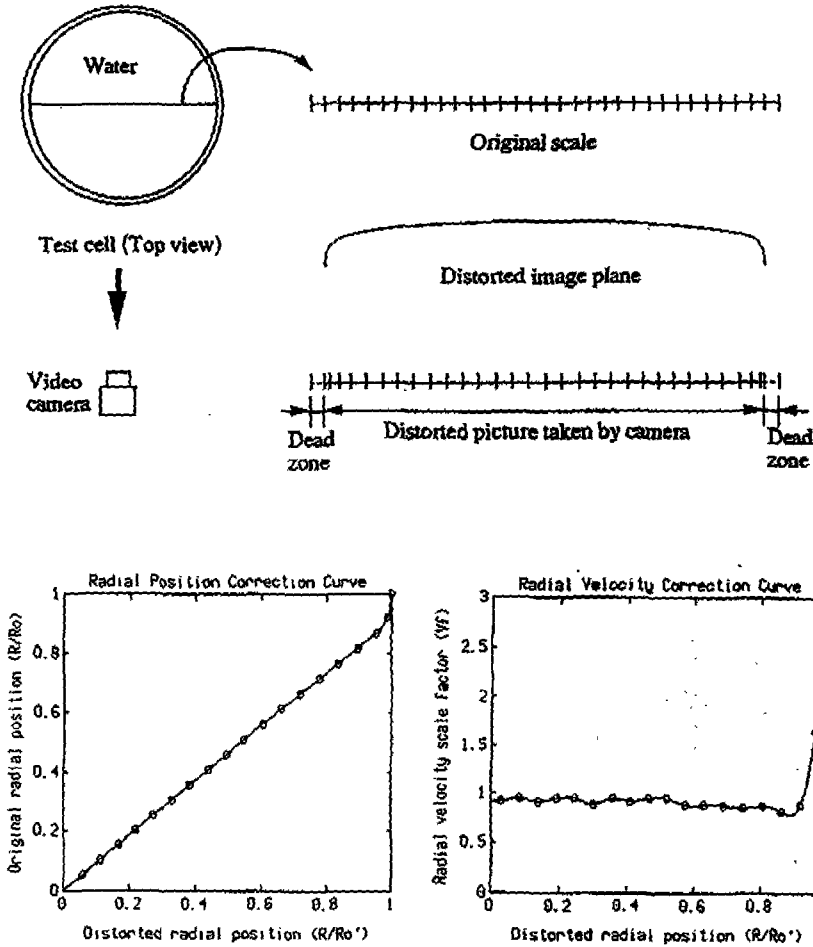 Water
Original scale
Test cell (Top view)
Distorted image plane
Video
camera
Dead
zone
Distorted picture taken by camera
Dead
zone
Radial Position Correction Curve
Original radial position (R/Ro)
1
0.8
0.6
0.4
0.2
0
0
0.2
0.4
0.6
0.8
1
Distorted radial position (R/Ro')
Radial Velocity Correction Curve
Radial velocity scale factor (Vf)
3
2.5
2
1.5
1
0.5
0
0
0.2
0.4
0.6
0.8
Distorted radial position (R/Ro')